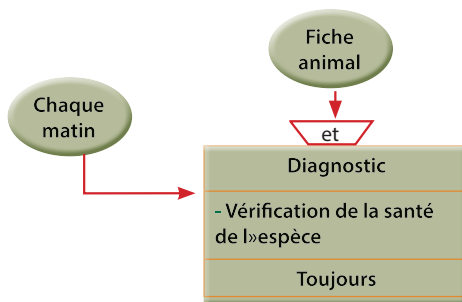 Fiche
animal
Chaque
matin
et
Diagnostic
- Vérification de la santé
de l»espèce
Toujours